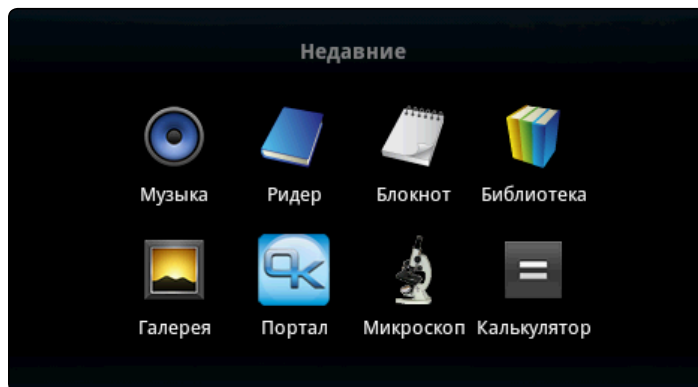 Недавние
Музыка Ридер Блокнот Библиотека
Галерея Портал Микроскоп Калькулятор